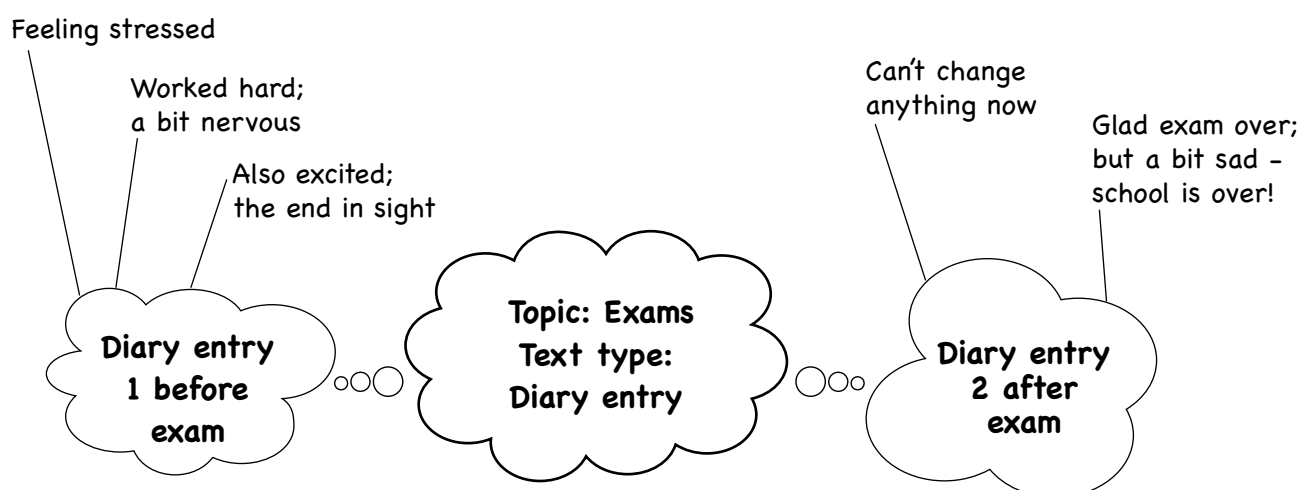 Feeling stressed
Worked hard;
a bit nervous
Also excited;
the end in sight
Diary entry
1 before
exam
Topic: Exams
Text type:
Diary entry
Can't change
anything now
Glad exam over;
but a bit sad –
school is over!
Diary entry
2 after
exam